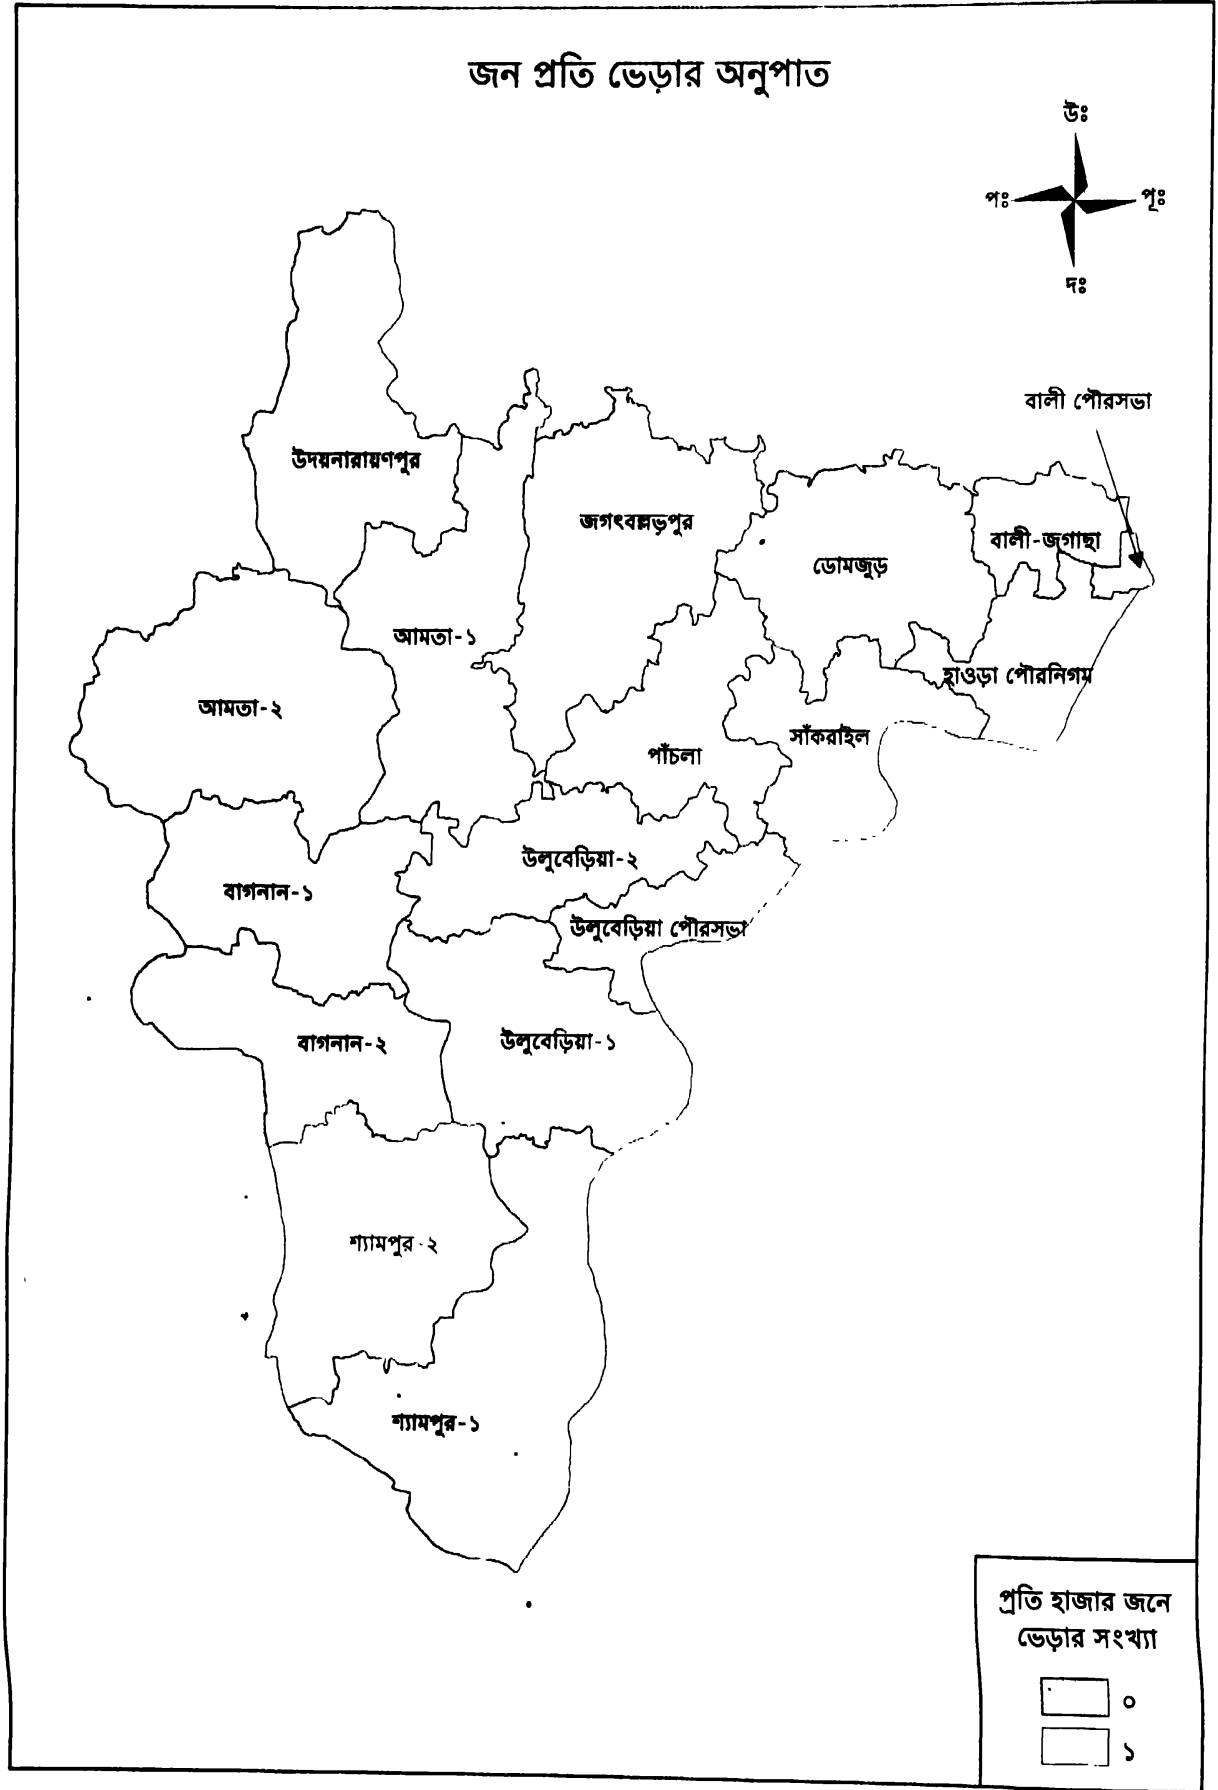 জন প্রতি ভেড়ার অনুপাত
উঃ
পঃ
পূঃ
দঃ
বালী পৌরসভা
উদয়নারায়ণপুর
জগৎবল্লভপুর
বালী-জগাছা
ডোমজুড়
আমতা-১
হাওড়া পৌরনিগম
আমতা-২
সাঁকরাইল
পাঁচলা
উলুবেড়িয়া-২
বাগনান-১
উলুবেড়িয়া পৌরসভা
বাগনান-২
উলুবেড়িয়া-১
শ্যামপুর-২
শ্যামপুর-১
প্রতি হাজার জনে
ভেড়ার সংখ্যা
০
১